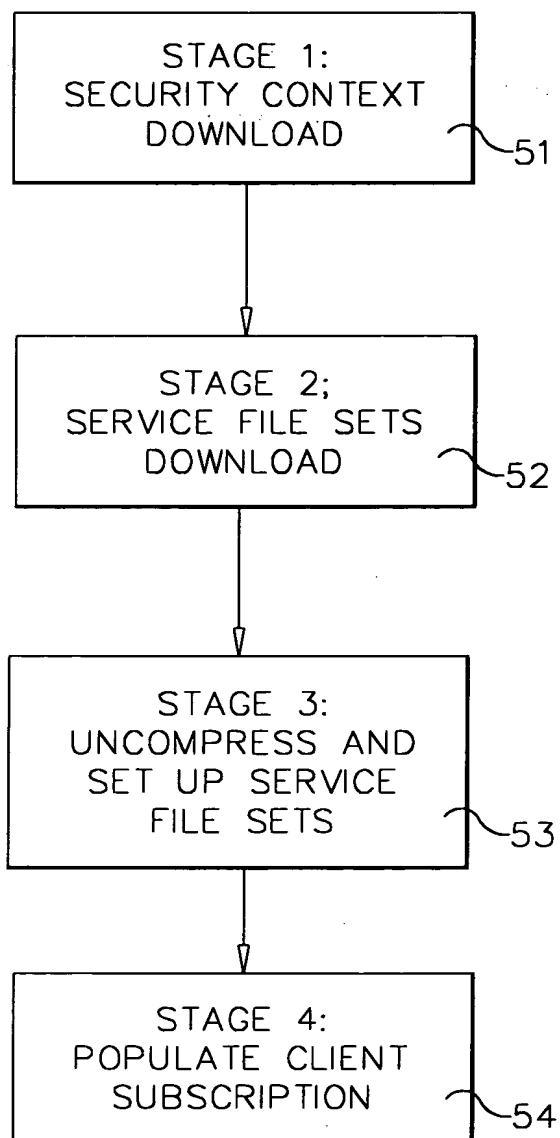 STAGE 1:
SECURITY CONTEXT
DOWNLOAD
51
STAGE 2;
SERVICE FILE SETS
DOWNLOAD
52
STAGE 3:
UNCOMPRESS AND
SET UP SERVICE
FILE SETS
53
STAGE 4:
POPULATE CLIENT
SUBSCRIPTION
54